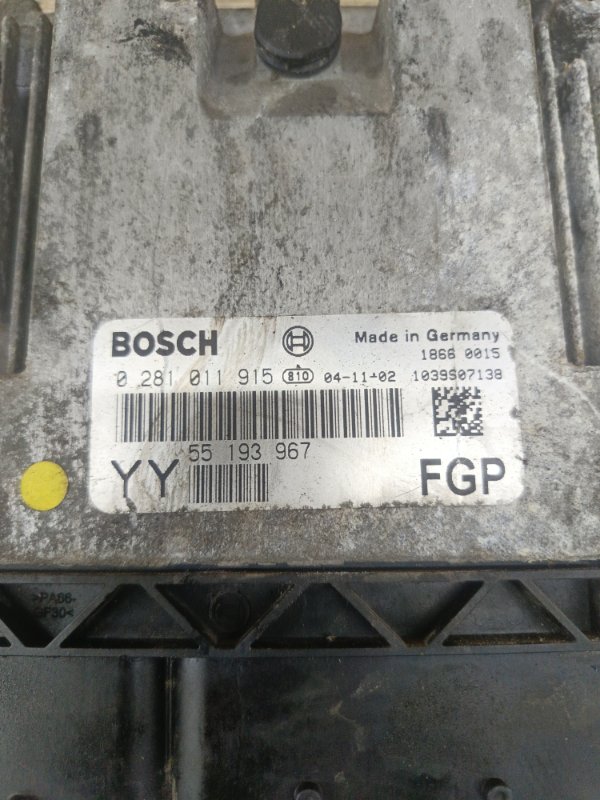 BOSCH Made in Germany
1866 0015
0 281 011 915 810 04-11-02 1039S07138
55 193 967
YY FGP
>PA66-
GF30<